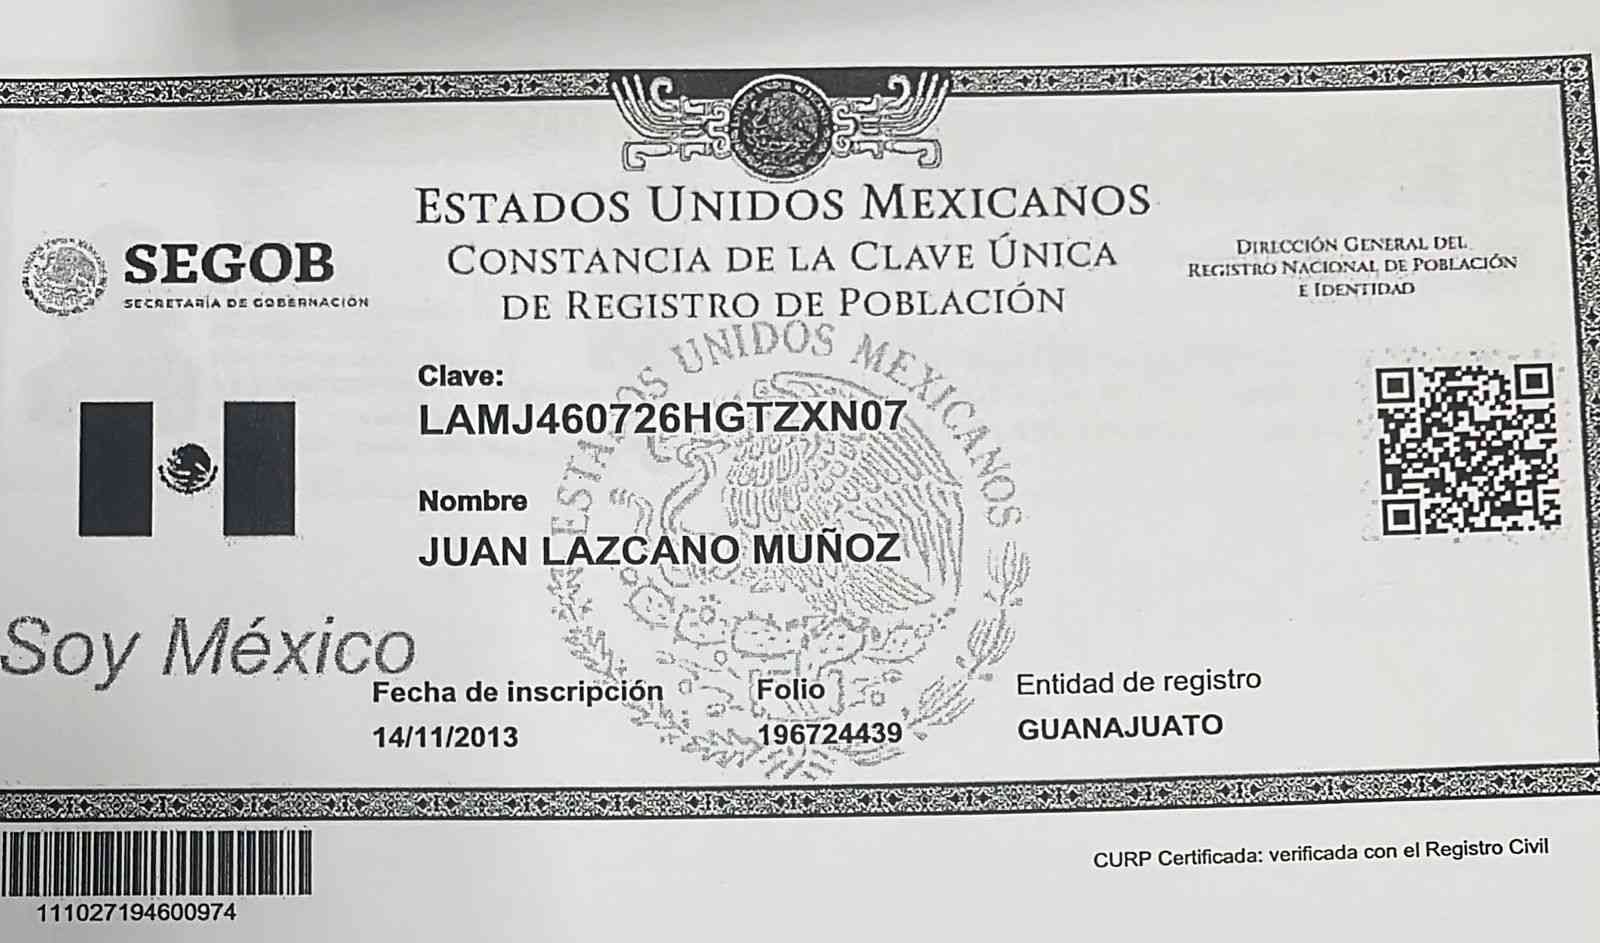 ESTADOS UNIDOS MEXICANOS
CONSTANCIA DE LA CLAVE ÚNICA
DE REGISTRO DE POBLACIÓN
SEGOB
SECRETARÍA DE GOBERNACIÓN
DIRECCIÓN GENERAL DEL
REGISTRO NACIONAL DE POBLACIÓN
E IDENTIDAD
ESTADOS UNIDOS MEXICANOS
Clave:
LAMJ460726HGTZXN07
Nombre
JUAN LAZCANO MUÑOZ
Soy México
Fecha de inscripción
14/11/2013
Folio
196724439
Entidad de registro
GUANAJUATO
CURP Certificada: verificada con el Registro Civil
111027194600974